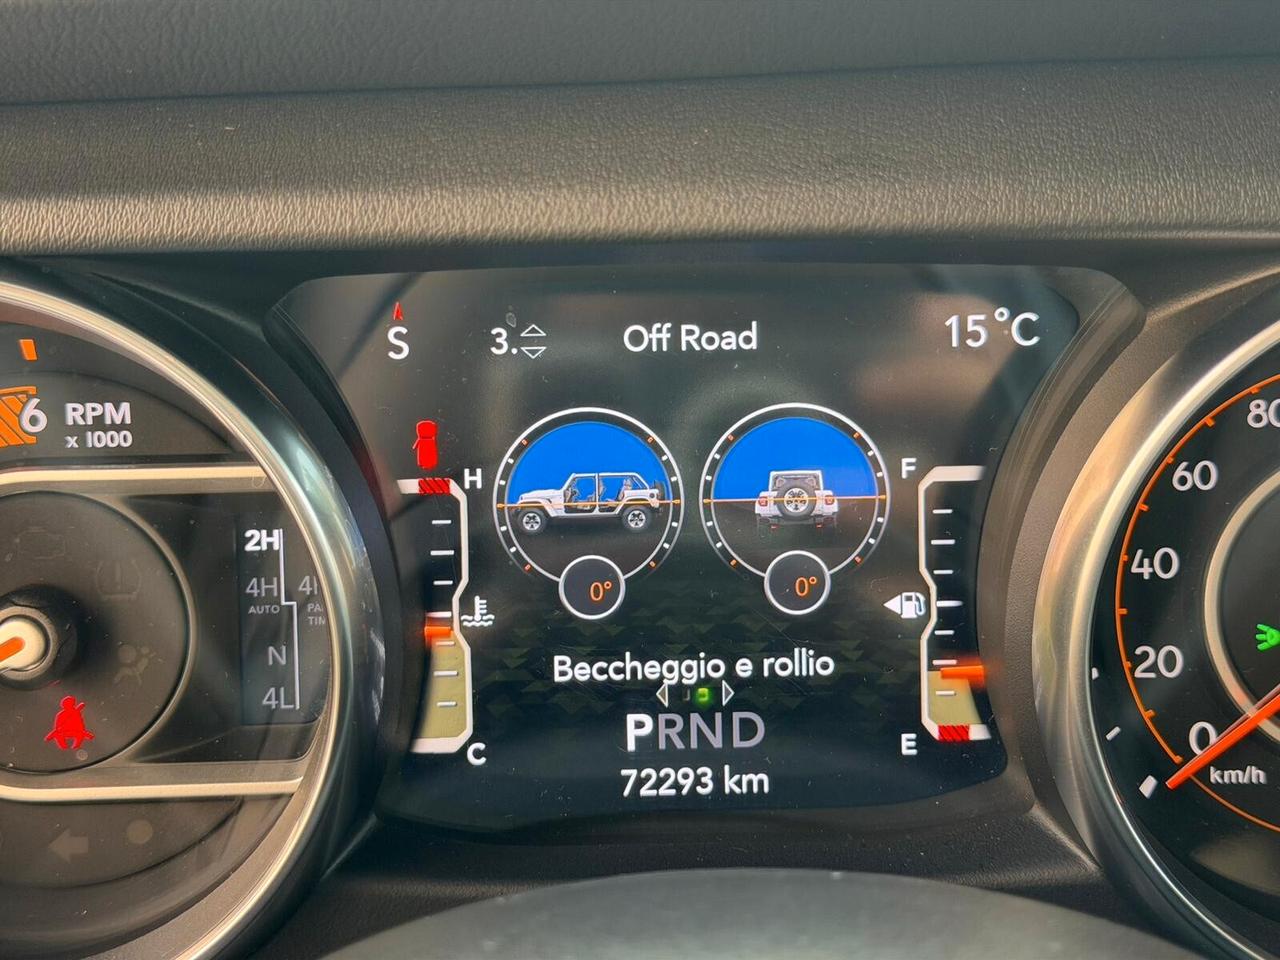 S
3.
Off Road
15°C
6
RPM
x 1000
H
F
80
60
40
20
0
km/h
2H
4H
AUTO
N
4L
0°
0°
Beccheggio e rollio
PRND
C
E
72293 km